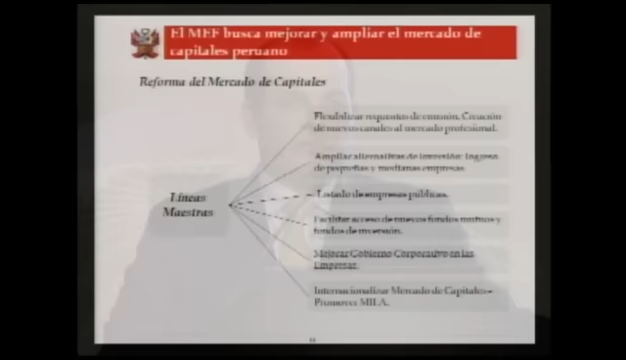 El MEF busca mejorar y ampliar el mercado de
capitales peruano
Reforma del Mercado de Capitales
Flexibilizar requisitos de emisión. Creación
de nuevos canales al mercado profesional.
Ampliar alternativas de inversión: ingreso
de pequeñas y medianas empresas
Líneas
Maestras
Listado de empresas públicas.
Facilitar acceso de nuevos fondos mutuos y
fondos de inversión.
Mejorar Gobierno Corporativo en las
Empresas.
Internacionalizar Mercado de Capitales –
Promover MILA.